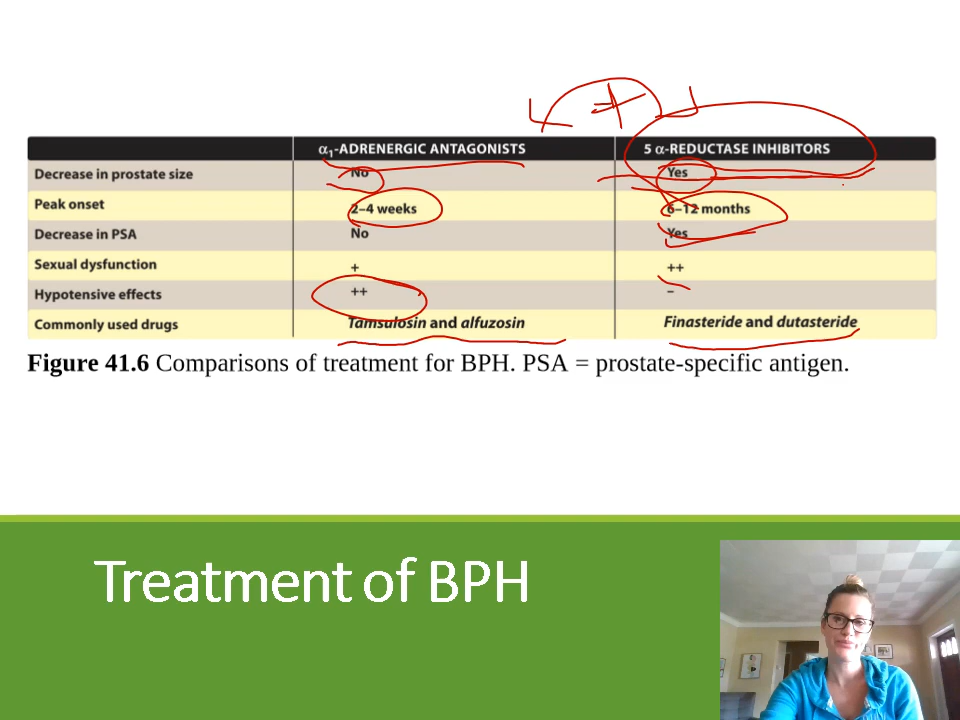 α1-ADRENERGIC ANTAGONISTS 5 α-REDUCTASE INHIBITORS
Decrease in prostate size No Yes
Peak onset 2–4 weeks 6–12 months
Decrease in PSA No Yes
Sexual dysfunction + ++
Hypotensive effects ++ –
Commonly used drugs Tamsulosin and alfuzosin Finasteride and dutasteride
Figure 41.6 Comparisons of treatment for BPH. PSA = prostate-specific antigen.
+
Treatment of BPH